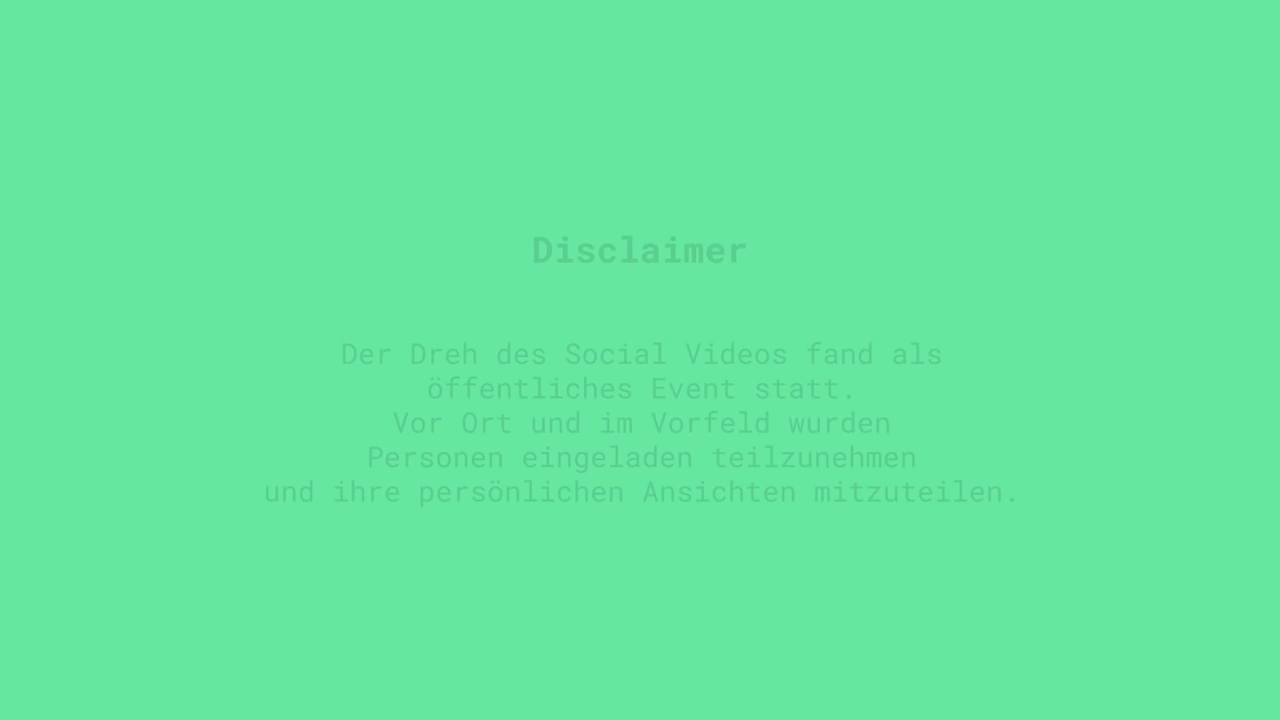 Disclaimer
Der Dreh des Social Videos fand als
öffentliches Event statt.
Vor Ort und im Vorfeld wurden
Personen eingeladen teilzunehmen
und ihre persönlichen Ansichten mitzuteilen.